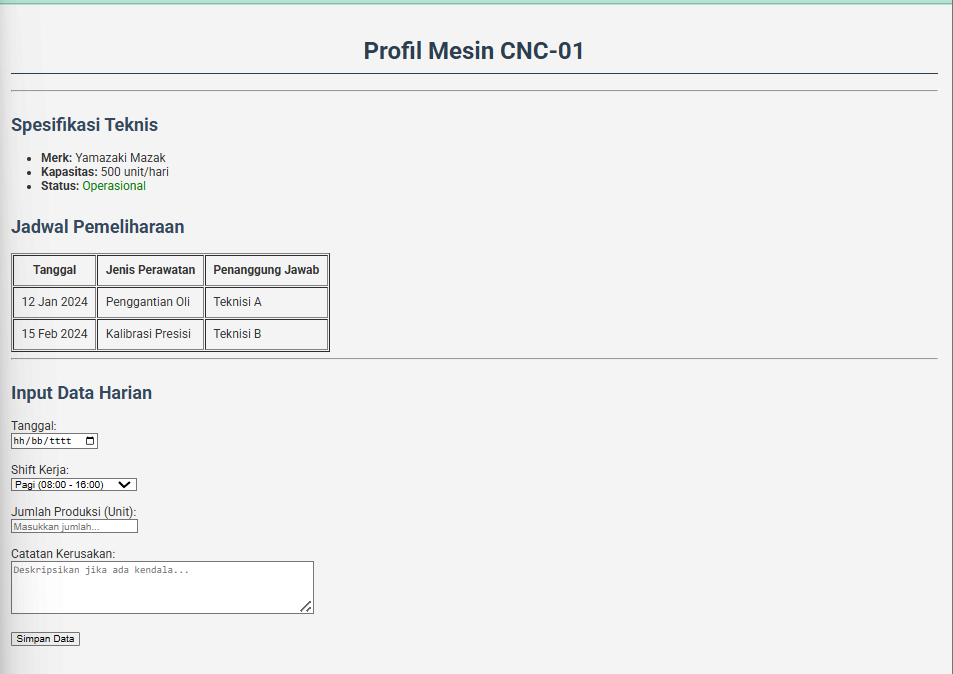 Profil Mesin CNC-01
Spesifikasi Teknis
Merk: Yamazaki Mazak
Kapasitas: 500 unit/hari
Status: Operasional
Jadwal Pemeliharaan
Tanggal Jenis Perawatan Penanggung Jawab
12 Jan 2024 Penggantian Oli Teknisi A
15 Feb 2024 Kalibrasi Presisi Teknisi B
Input Data Harian
Tanggal:
hh/bb/tttt
Shift Kerja:
Pagi (08:00 - 16:00)
Jumlah Produksi (Unit):
Masukkan jumlah...
Catatan Kerusakan:
Deskripsikan jika ada kendala...
Simpan Data